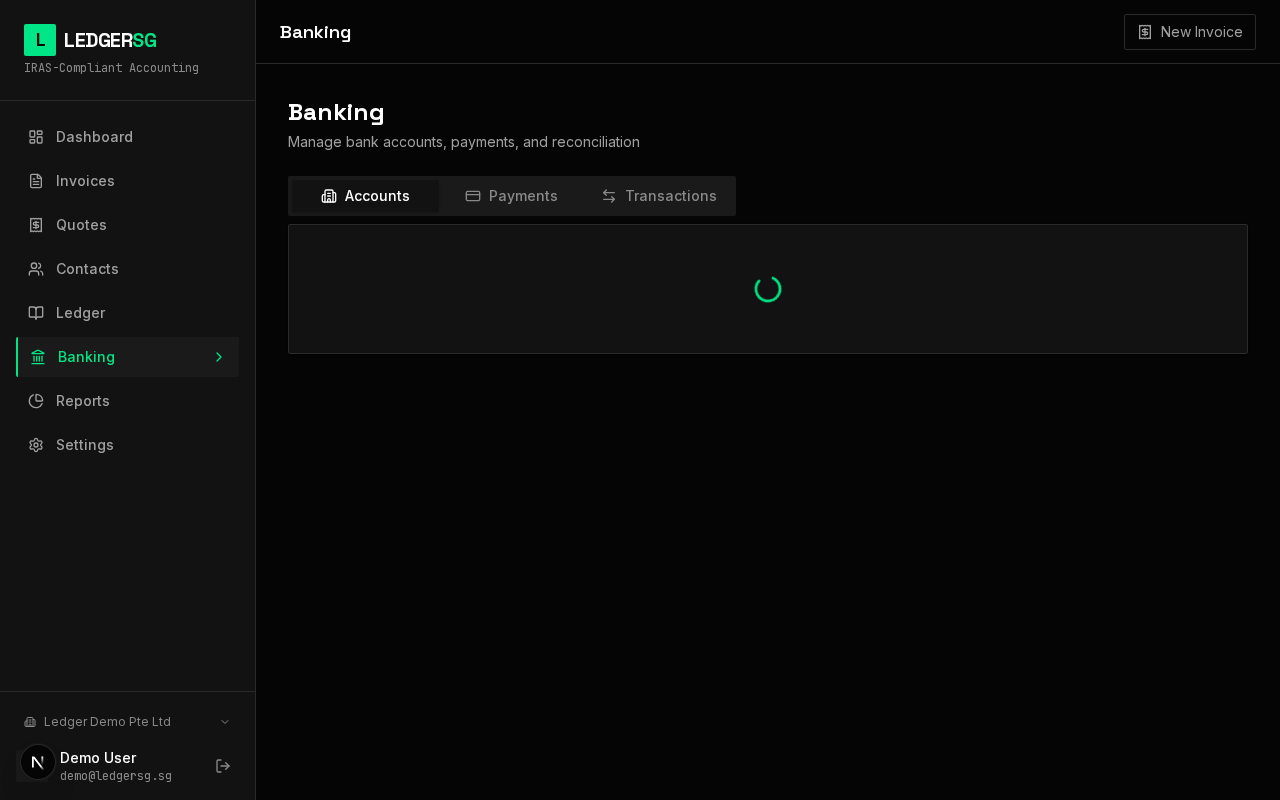 L LEDGERSG
IRAS-Compliant Accounting
Dashboard
Invoices
Quotes
Contacts
Ledger
Banking
Reports
Settings
Ledger Demo Pte Ltd
N
Demo User
demo@ledgersg.sg
Banking
New Invoice
Banking
Manage bank accounts, payments, and reconciliation
Accounts Payments Transactions